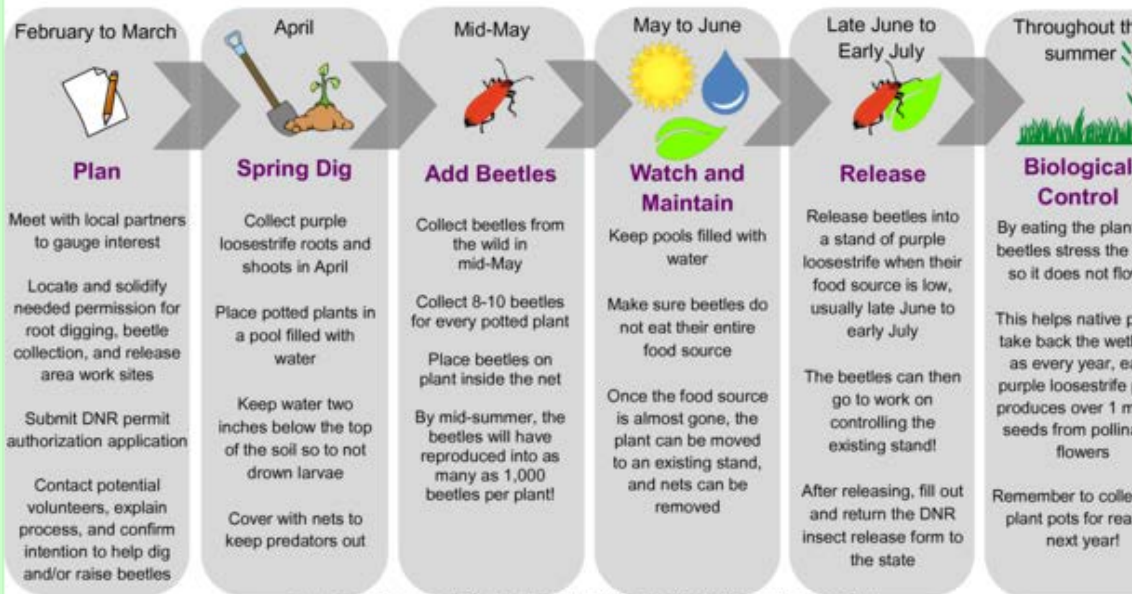 February to March
Plan
Meet with local partners
to gauge interest
Locate and solidify
needed permission for
root digging, beetle
collection, and release
area work sites
Submit DNR permit
authorization application
Contact potential
volunteers, explain
process, and confirm
intention to help dig
and/or raise beetles
April
Spring Dig
Collect purple
loosestrife roots and
shoots in April
Place potted plants in
a pool filled with
water
Keep water two
inches below the top
of the soil so to not
drown larvae
Cover with nets to
keep predators out
Mid-May
Add Beetles
Collect beetles from
the wild in
mid-May
Collect 8-10 beetles
for every potted plant
Place beetles on
plant inside the net
By mid-summer, the
beetles will have
reproduced into as
many as 1,000
beetles per plant!
May to June
Watch and
Maintain
Keep pools filled with
water
Make sure beetles do
not eat their entire
food source
Once the food source
is almost gone, the
plant can be moved
to an existing stand,
and nets can be
removed
Late June to
Early July
Release
Release beetles into
a stand of purple
loosestrife when their
food source is low,
usually late June to
early July
The beetles can then
go to work on
controlling the
existing stand!
After releasing, fill out
and return the DNR
insect release form to
the state
Throughout
summer
Biological
Control
By eating the
beetles stress the
so it does not
This helps native
take back the
as every year,
purple loosestrife
produces over 1
seeds from
flowers
Remember to
plant pots for
next year!